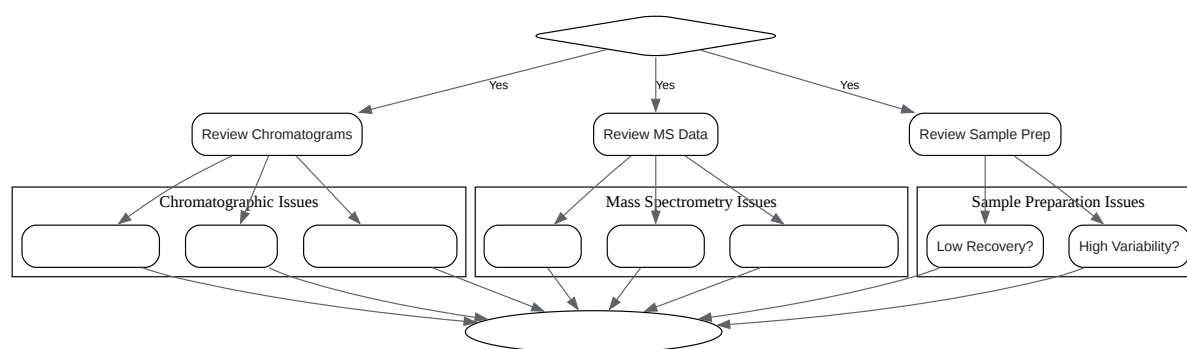 Yes
Yes
Yes
Review Chromatograms
Review MS Data
Review Sample Prep
Chromatographic Issues
Mass Spectrometry Issues
Sample Preparation Issues
Low Recovery?
High Variability?